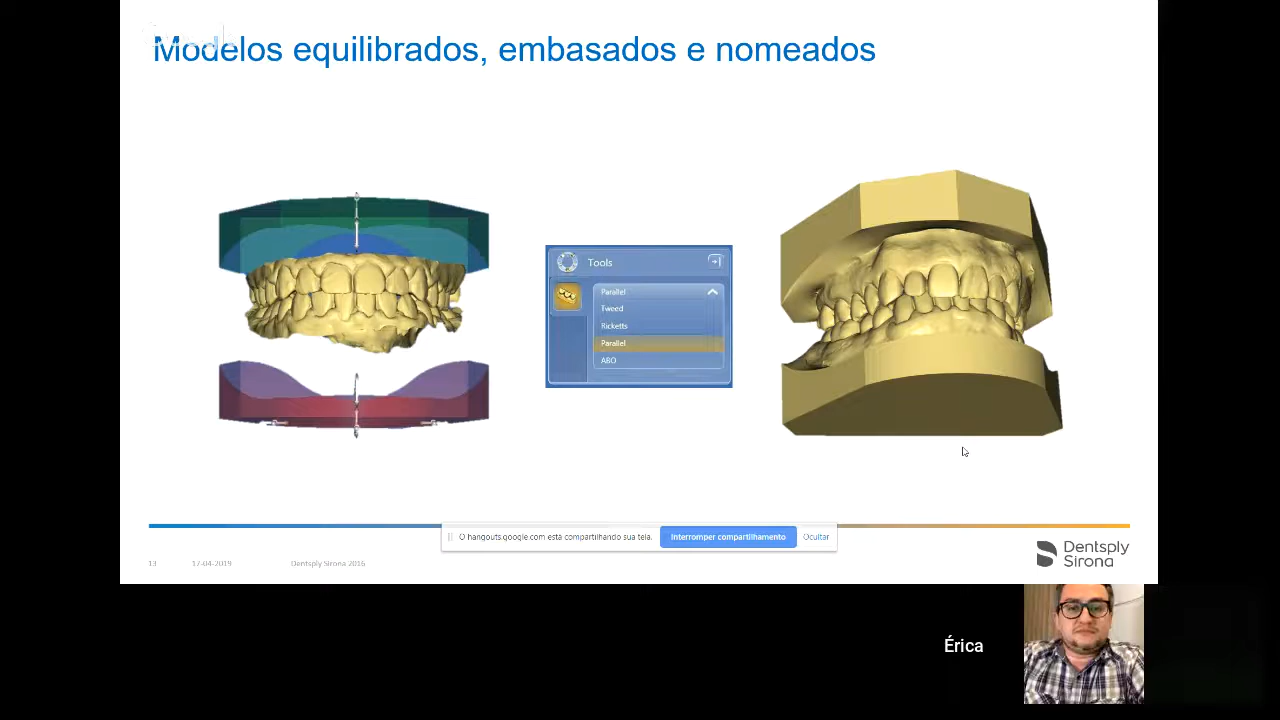 Modelos equilibrados, embasados e nomeados
Tools
Parallel
Tweed
Ricketts
Parallel
ABO
O hangouts.google.com está compartilhando sua tela.
Interromper compartilhamento
Ocultar
13
17-04-2019
Dentsply Sirona 2016
Dentsply
Sirona
Érica